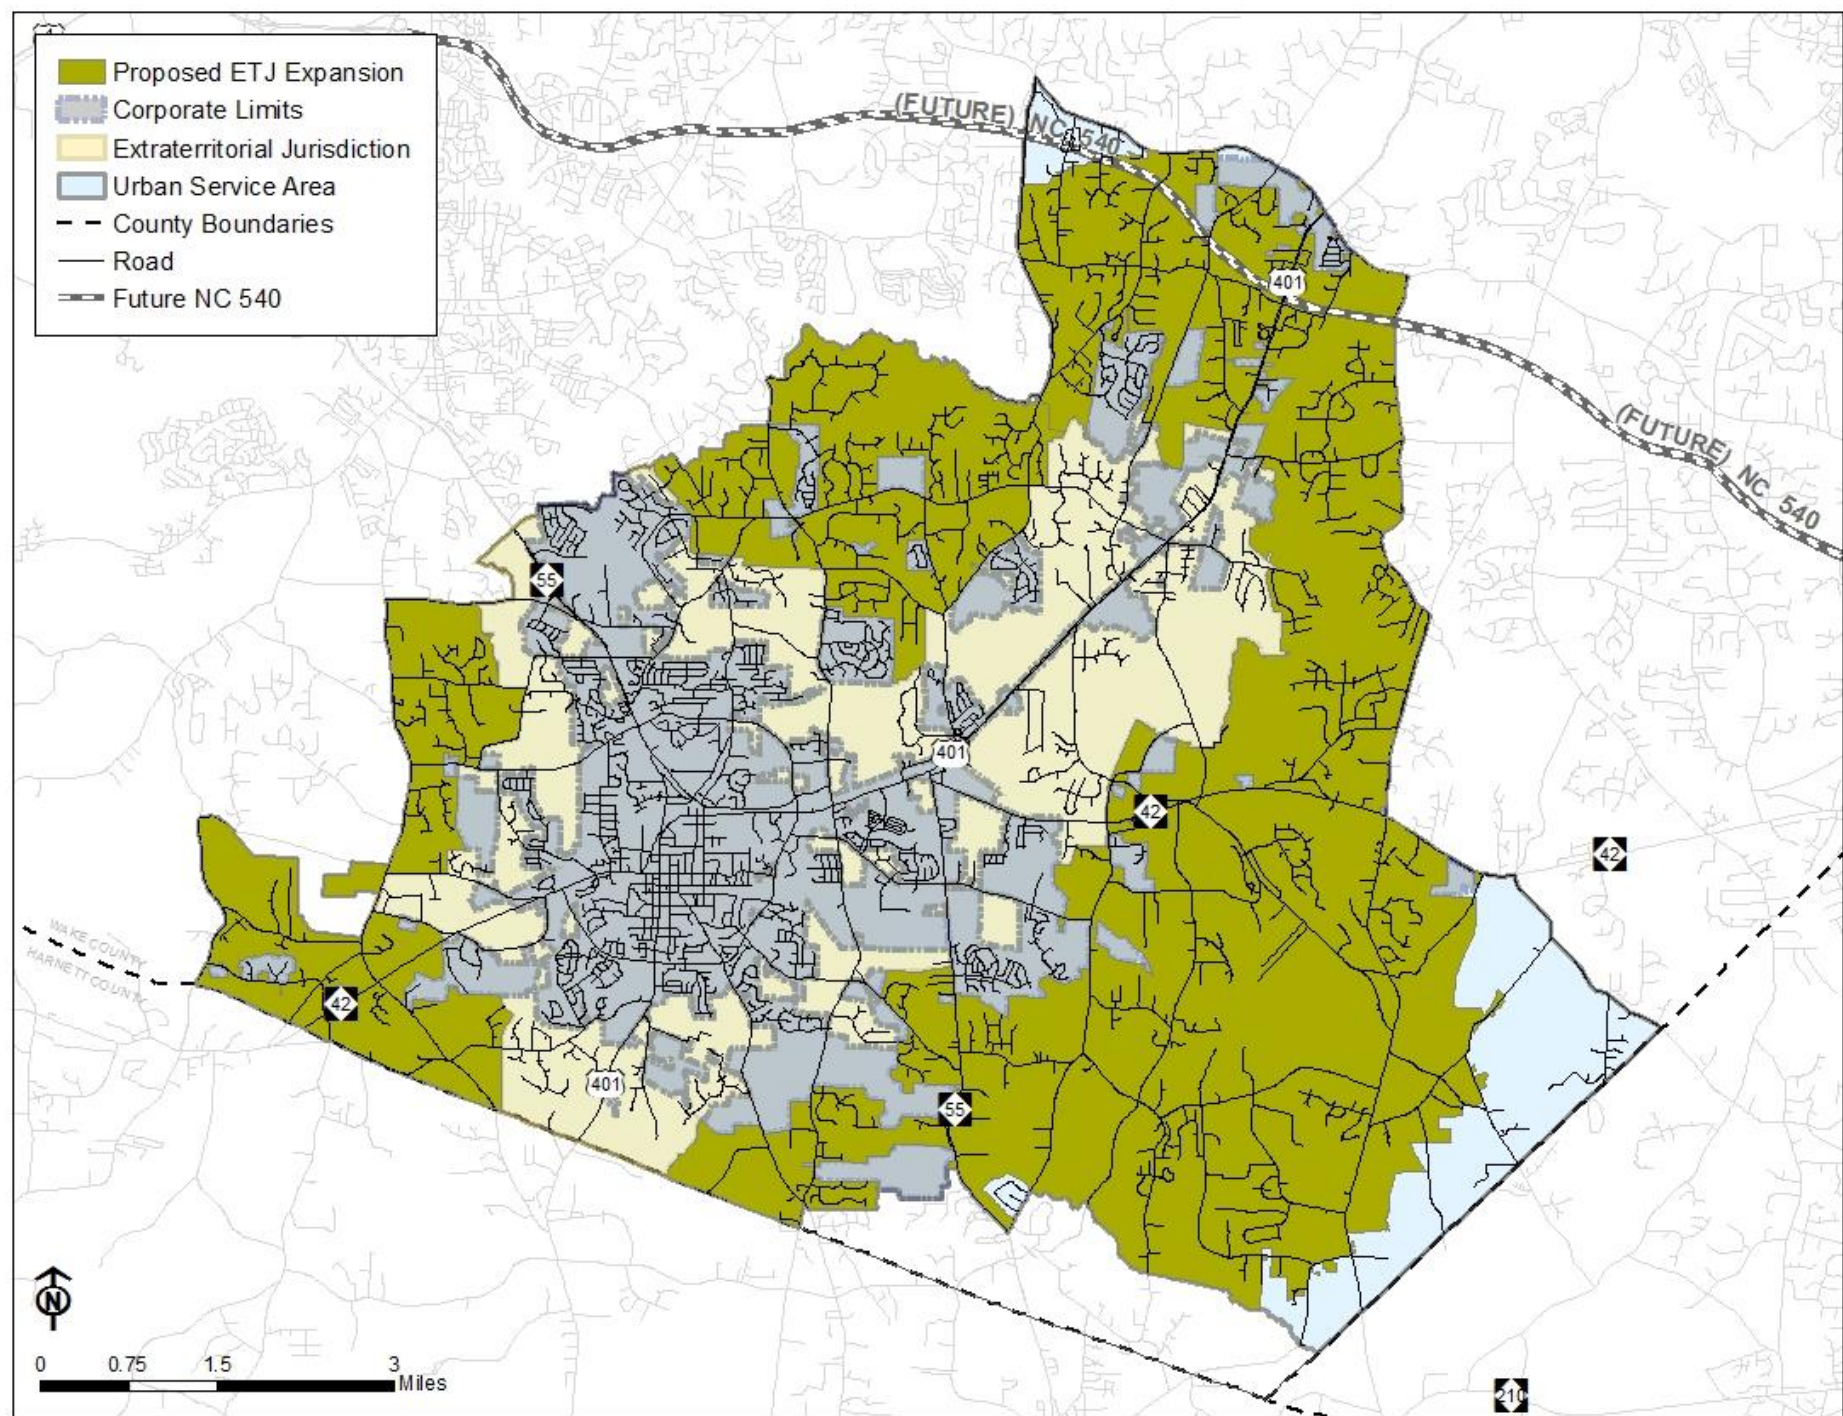 Proposed ETJ Expansion
Corporate Limits
Extraterritorial Jurisdiction
Urban Service Area
County Boundaries
Road
Future NC 540
(FUTURE) NC 540
401
(FUTURE) NC 540
55
401
42
42
WAKE COUNTY
HARNETT COUNTY
42
401
55
N
0 0.75 1.5 3
Miles
210